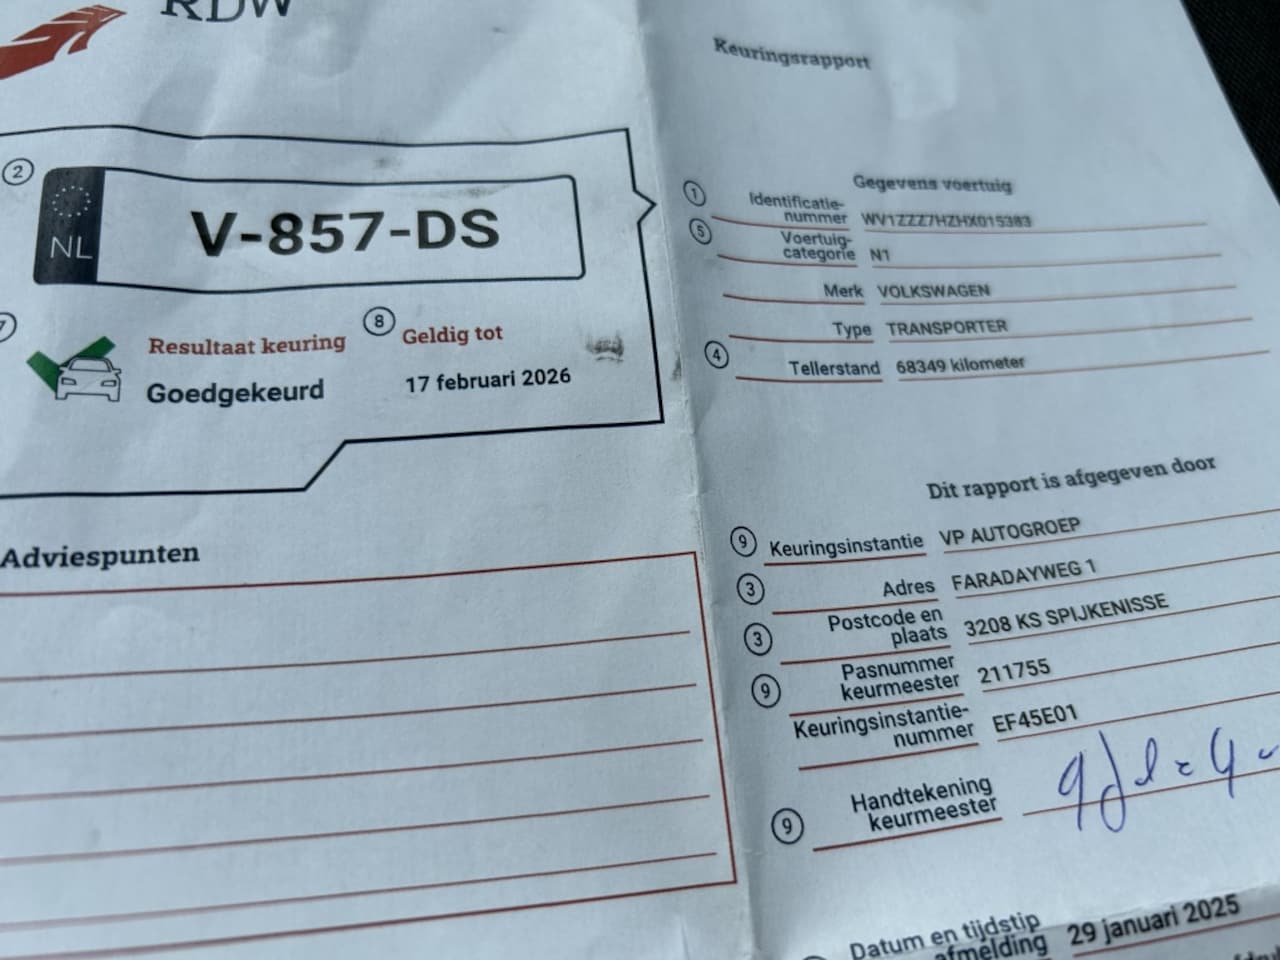 RDW
Keuringsrapport
2
NL
V-857-DS
7
Resultaat keuring
Goedgekeurd
8
Geldig tot
17 februari 2026
Adviespunten
Gegevens voertuig
1
Identificatie-
nummer WV1ZZZ7HZHX015383
5
Voertuig-
categorie N1
Merk VOLKSWAGEN
Type TRANSPORTER
4
Tellerstand 68349 kilometer
Dit rapport is afgegeven door
9
Keuringsinstantie VP AUTOGROEP
3
Adres FARADAYWEG 1
3
Postcode en
plaats 3208 KS SPIJKENISSE
9
Pasnummer
keurmeester 211755
Keuringsinstantie-
nummer EF45E01
9
Handtekening
keurmeester
Datum en tijdstip
afmelding 29 januari 2025